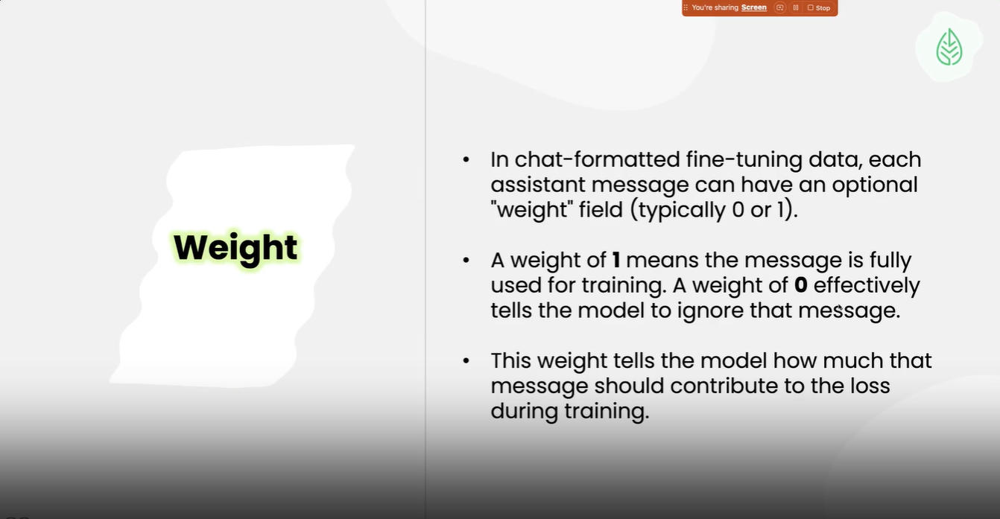 You're sharing Screen Stop
Weight
• In chat-formatted fine-tuning data, each
assistant message can have an optional
"weight" field (typically 0 or 1).
• A weight of 1 means the message is fully
used for training. A weight of 0 effectively
tells the model to ignore that message.
• This weight tells the model how much that
message should contribute to the loss
during training.